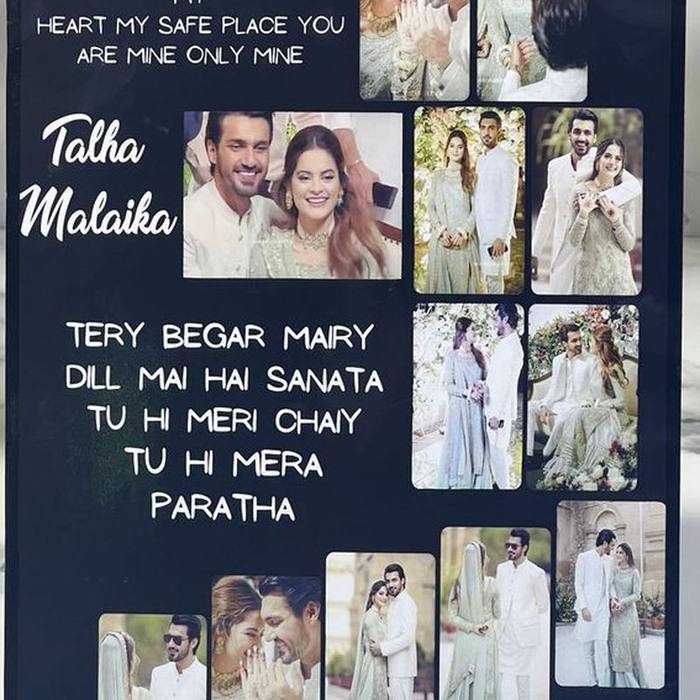 HEART MY SAFE PLACE YOU
ARE MINE ONLY MINE
Talha
Malaika
TERY BEGAR MAIRY
DILL MAI HAI SANATA
TU HI MERI CHAIY
TU HI MERA
PARATHA